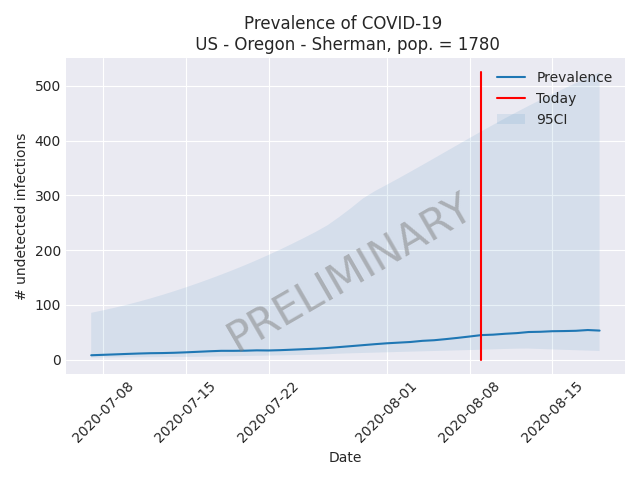 Prevalence of COVID-19
US - Oregon - Sherman, pop. = 1780
Prevalence
Today
95CI
500
400
300
200
100
0
# undetected infections
PRELIMINARY
2020-07-08
2020-07-15
2020-07-22
2020-08-01
2020-08-08
2020-08-15
Date